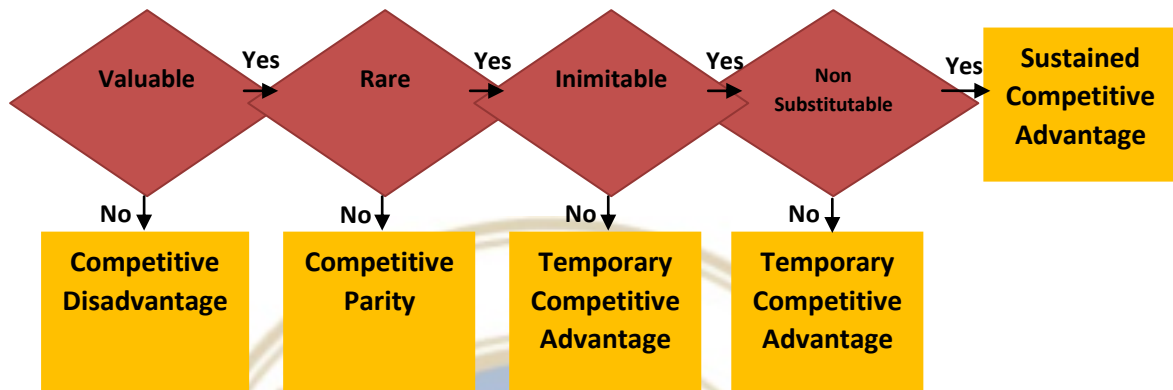 Valuable
Yes
Rare
Yes
Inimitable
Yes
Non
Substitutable
Yes
Sustained
Competitive
Advantage
No
No
No
No
Competitive
Disadvantage
Competitive
Parity
Temporary
Competitive
Advantage
Temporary
Competitive
Advantage